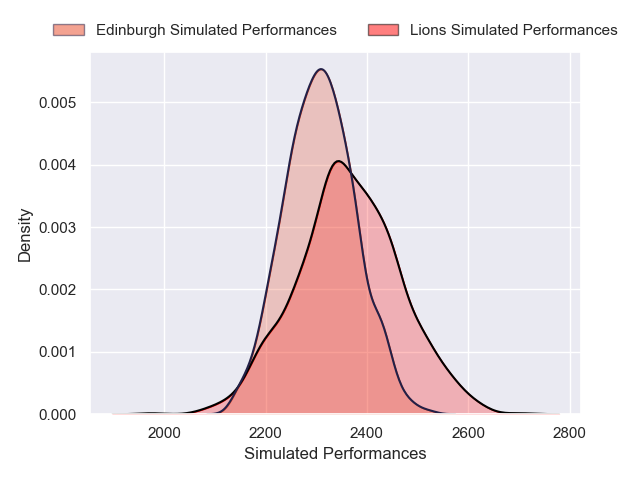 Edinburgh Simulated Performances
Lions Simulated Performances
Density
0.005
0.004
0.003
0.002
0.001
0.000
2000
2200
2400
2600
2800
Simulated Performances